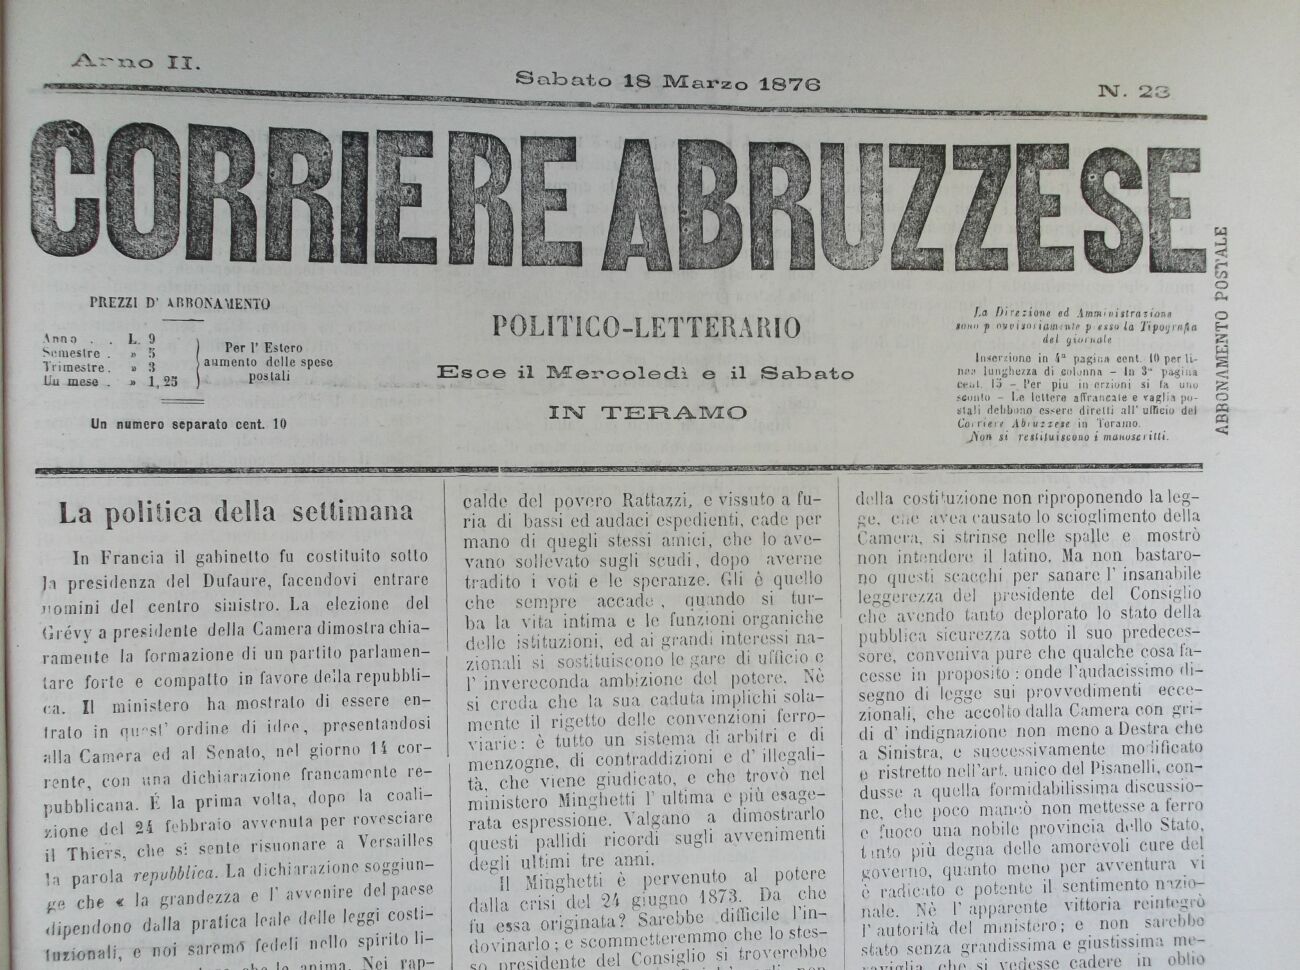 Anno II.
Sabato 18 Marzo 1876
N. 23
CORRIERE ABRUZZESE
PREZZI D' ABBONAMENTO
Anno . . L. 9
Semestre . » 5
Trimestre . » 3
Un mese . » 1,25
Per l' Estero
aumento delle spese
postali
Un numero separato cent. 10
POLITICO-LETTERARIO
Esce il Mercoledì e il Sabato
IN TERAMO
La Direzione ed Amministrazione
sono p ovvisoriamente p esso la Tipografia
del giornale
Inserzione in 4ª pagina cent. 10 per li-
nea lunghezza di colonna — In 3ª pagina
cent. 15 — Per più in erzioni si fa uno
sconto — Le lettere affrancate e vaglia po-
stali debbono essere diretti all' ufficio del
Corriere Abruzzese in Teramo.
Non si restituiscono i manoscritti.
ABBONAMENTO POSTALE
La politica della settimana
In Francia il gabinetto fu costituito sotto
la presidenza del Dufaure, facendovi entrare
uomini del centro sinistro. La elezione del
Grévy a presidente della Camera dimostra chia-
ramente la formazione di un partito parlamen-
tare forte e compatto in favore della repubbli-
ca. Il ministero ha mostrato di essere en-
trato in quest' ordine di idee, presentandosi
alla Camera ed al Senato, nel giorno 14 cor-
rente, con una dichiarazione francamente re-
pubblicana. É la prima volta, dopo la coali-
zione del 24 febbraio avvenuta per rovesciare
il Thiers, che si sente risuonare a Versailles
la parola repubblica. La dichiarazione soggiun-
ge che « la grandezza e l' avvenire del paese
dipendono dalla pratica leale delle leggi costi-
tuzionali, e noi saremo fedeli nello spirito li-
che le anima. Nei rap-
calde del povero Rattazzi, e vissuto a fu-
ria di bassi ed audaci espedienti, cade per
mano di quegli stessi amici, che lo ave-
vano sollevato sugli scudi, dopo averne
tradito i voti e le speranze. Gli è quello
che sempre accade, quando si tur-
ba la vita intima e le funzioni organiche
delle istituzioni, ed ai grandi interessi na-
zionali si sostituiscono le gare di ufficio e
l' invereconda ambizione del potere. Nè
si creda che la sua caduta implichi sola-
mente il rigetto delle convenzioni ferro-
viarie: è tutto un sistema di arbitri e di
menzogne, di contraddizioni e d' illegali-
tà, che viene giudicato, e che trovò nel
ministero Minghetti l' ultima e più esage-
rata espressione. Valgano a dimostrarlo
questi pallidi ricordi sugli avvenimenti
degli ultimi tre anni.
Il Minghetti è pervenuto al potere
dalla crisi del 24 giugno 1873. Da che
fu essa originata? Sarebbe difficile l'in-
dovinarlo; e scommetteremmo che lo stes-
so presidente del Consiglio si troverebbe
della costituzione non riproponendo la leg-
ge, che avea causato lo scioglimento della
Camera, si strinse nelle spalle e mostrò
non intendere il latino. Ma non bastaro-
no questi scacchi per sanare l' insanabile
leggerezza del presidente del Consiglio
che avendo tanto deplorato lo stato della
pubblica sicurezza sotto il suo predeces-
sore, conveniva pure che qualche cosa fa-
cesse in proposito: onde l'audacissimo di-
segno di legge sui provvedimenti ecce-
zionali, che accolto dalla Camera con gri-
di d' indignazione non meno a Destra che
a Sinistra, e successivamente modificato
e ristretto nell'art. unico del Pisanelli, con-
dusse a quella formidabilissima discussio-
ne, che poco mancò non mettesse a ferro
e fuoco una nobile provincia dello Stato,
tanto più degna delle amorevoli cure del
governo, quanto meno per avventura vi
è radicato e potente il sentimento nazio-
nale. Nè l' apparente vittoria reintegrò
l' autorità del ministero; e non sarebbe
stato senza grandissima e giustissima me-
raviglia che si vedesse cadere in oblio